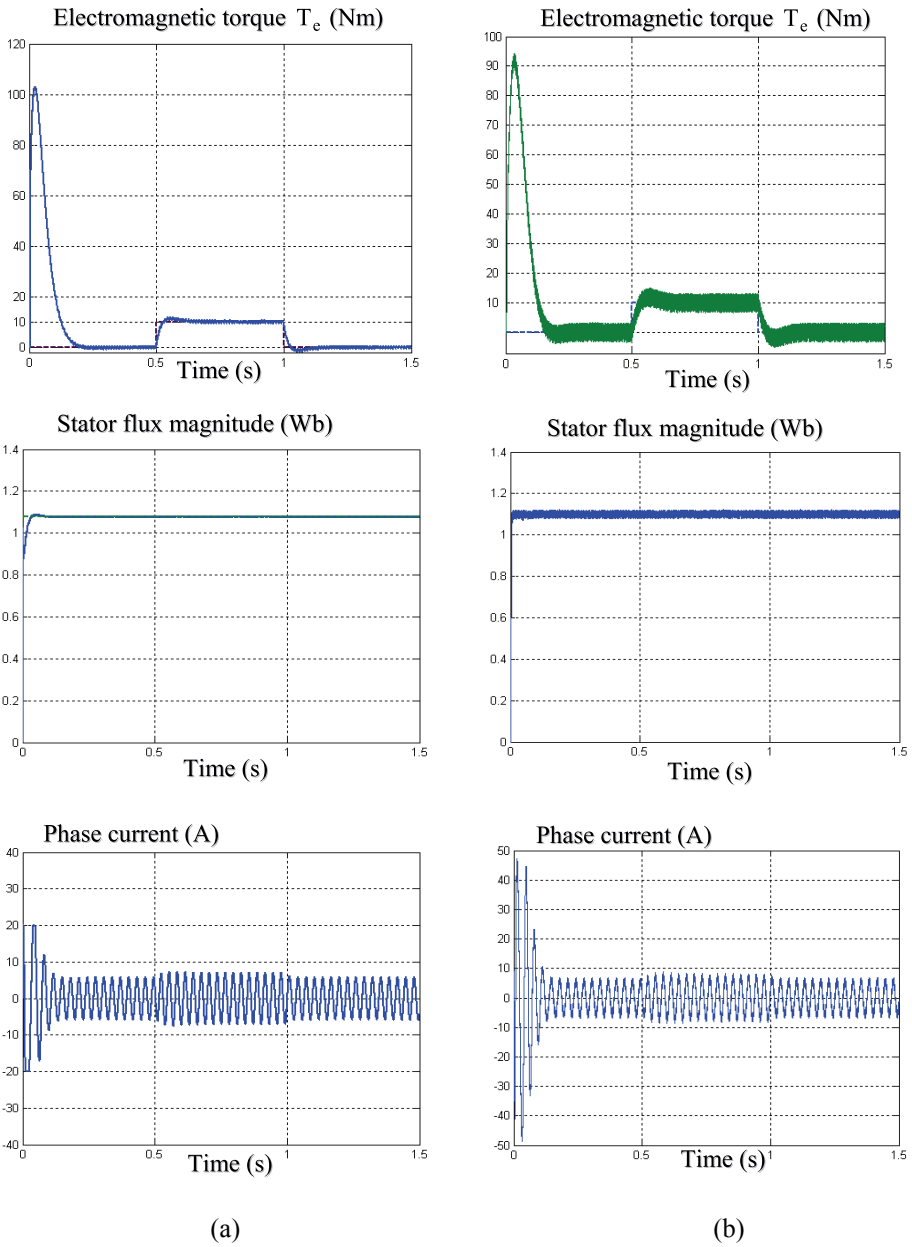 Electromagnetic torque Te (Nm)
120
100
80
60
40
20
10
0
0 0.5 1 1.5
Time (s)
Electromagnetic torque Te (Nm)
100
90
80
70
60
50
40
30
20
10
0 0.5 1 1.5
Time (s)
Stator flux magnitude (Wb)
1.4
1.2
1
0.8
0.6
0.4
0.2
0
0 0.5 1 1.5
Time (s)
Stator flux magnitude (Wb)
1.4
1.2
1
0.8
0.6
0.4
0.2
0
0 0.5 1 1.5
Time (s)
Phase current (A)
40
30
20
10
0
-10
-20
-30
-40
0 0.5 1 1.5
Time (s)
Phase current (A)
50
40
30
20
10
0
-10
-20
-30
-40
-50
0 0.5 1 1.5
Time (s)
(a)
(b)